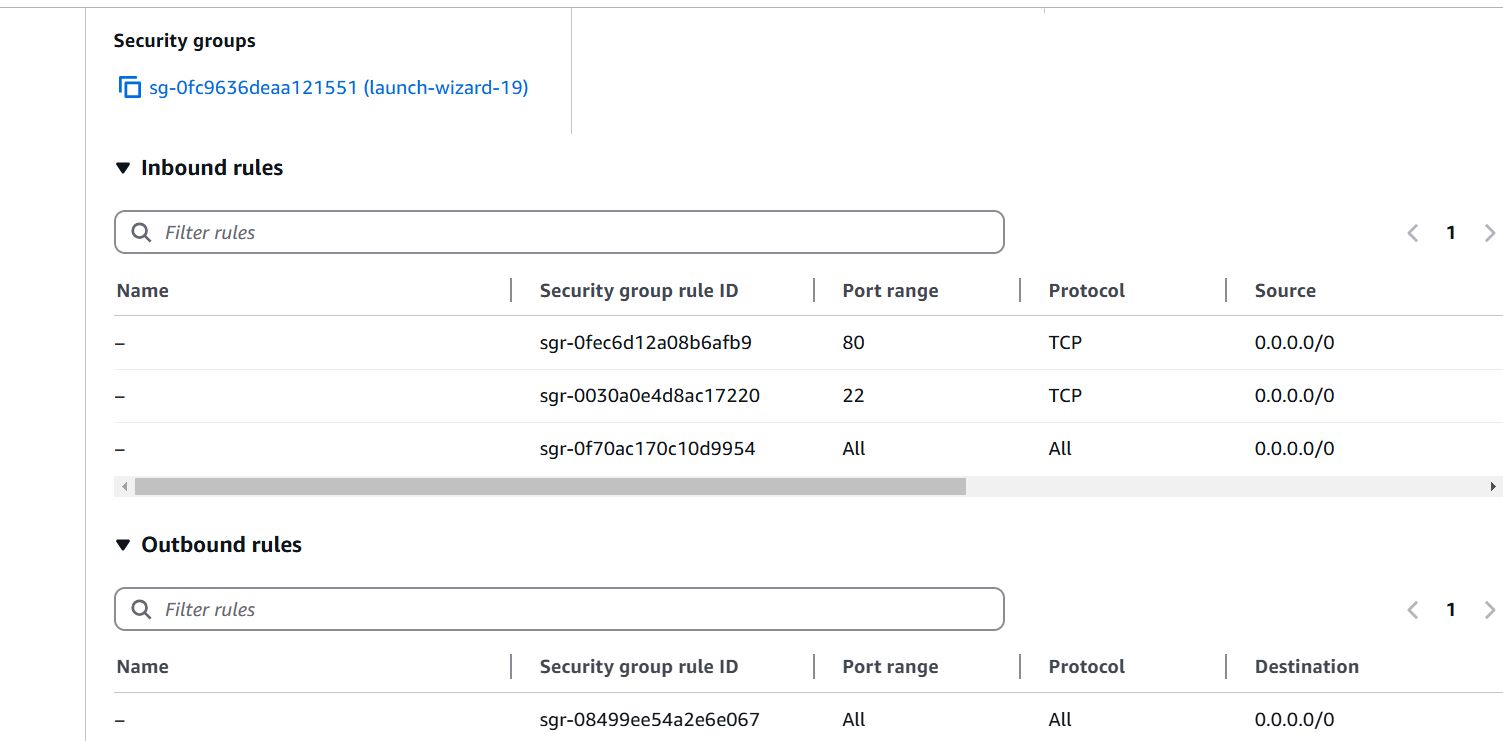 Security groups
sg-0fc9636deaa121551 (launch-wizard-19)
Inbound rules
Filter rules
1
Name Security group rule ID Port range Protocol Source
– sgr-0fec6d12a08b6afb9 80 TCP 0.0.0.0/0
– sgr-0030a0e4d8ac17220 22 TCP 0.0.0.0/0
– sgr-0f70ac170c10d9954 All All 0.0.0.0/0
Outbound rules
Filter rules
1
Name Security group rule ID Port range Protocol Destination
– sgr-08499ee54a2e6e067 All All 0.0.0.0/0